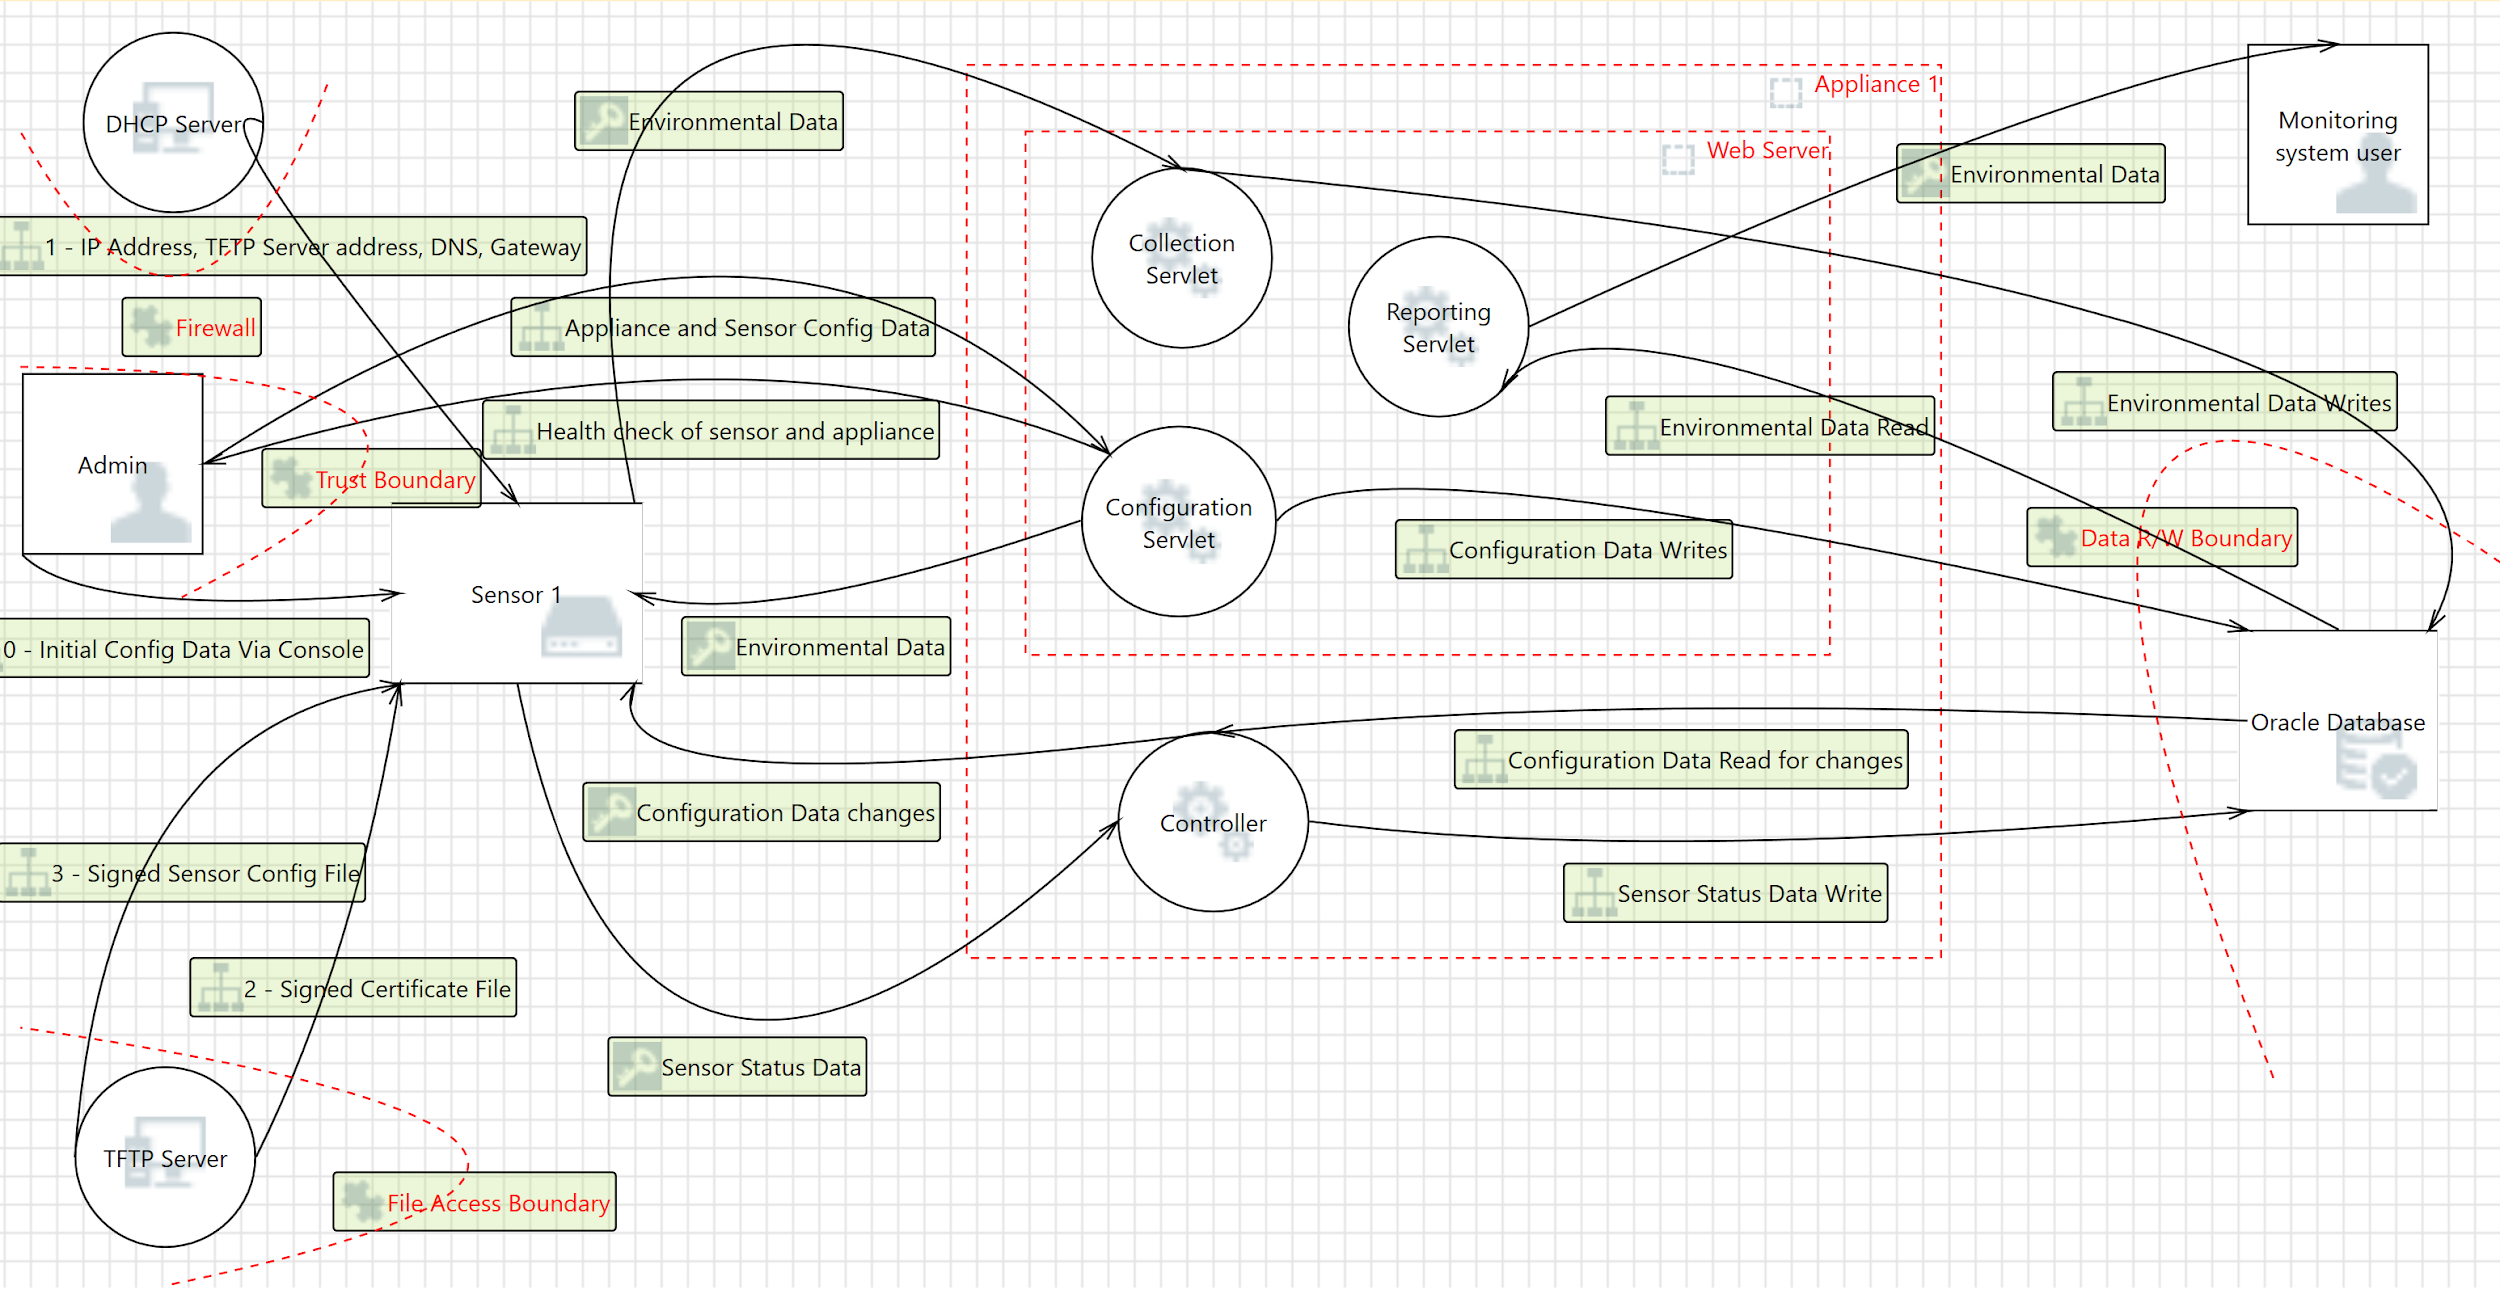 DHCP Server
Environmental Data
Appliance 1
Web Server
Monitoring
system user
Environmental Data
1 - IP Address, TFTP Server address, DNS, Gateway
Collection
Servlet
Reporting
Servlet
Firewall
Appliance and Sensor Config Data
Environmental Data Writes
Environmental Data Read
Health check of sensor and appliance
Admin
Trust Boundary
Configuration
Servlet
Configuration Data Writes
Data R/W Boundary
Sensor 1
0 - Initial Config Data Via Console
Environmental Data
Oracle Database
Configuration Data Read for changes
Configuration Data changes
Controller
3 - Signed Sensor Config File
Sensor Status Data Write
2 - Signed Certificate File
Sensor Status Data
TFTP Server
File Access Boundary